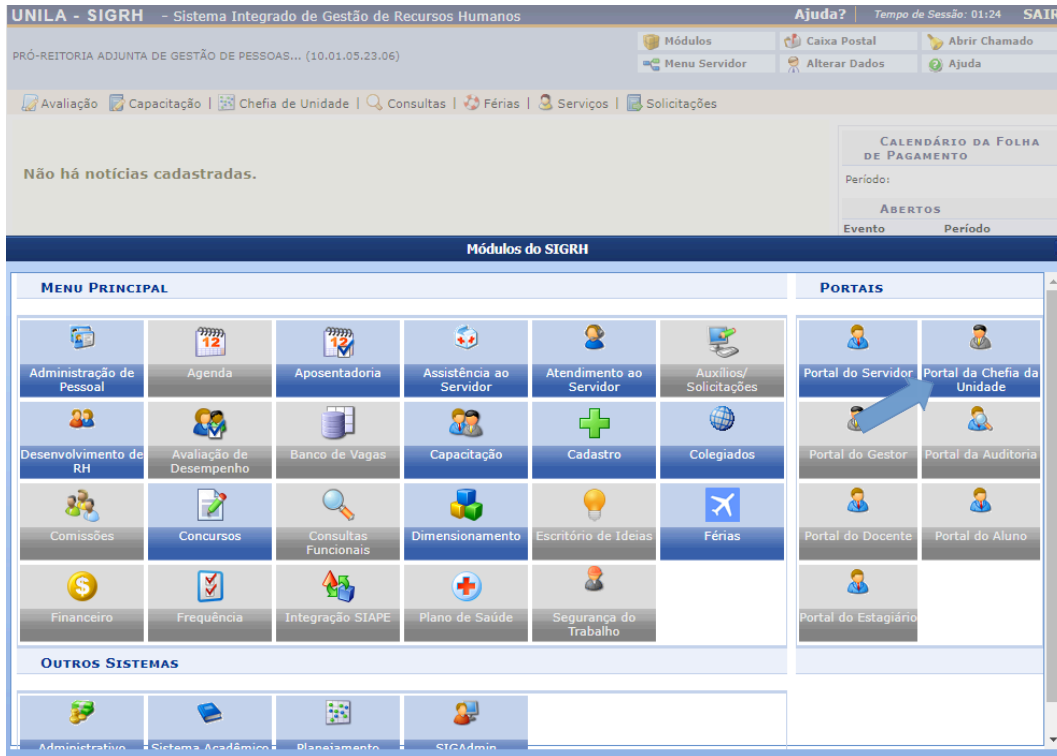 UNILA - SIGRH - Sistema Integrado de Gestão de Recursos Humanos
Ajuda? Tempo de Sessão: 01:24 SAIR
PRÓ-REITORIA ADJUNTA DE GESTÃO DE PESSOAS... (10.01.05.23.06)
Módulos Caixa Postal Abrir Chamado
Menu Servidor Alterar Dados Ajuda
Avaliação Capacitação | Chefia de Unidade | Consultas | Férias | Serviços | Solicitações
Não há notícias cadastradas.
CALENDÁRIO DA FOLHA
DE PAGAMENTO
Período:
ABERTOS
Evento Período
Módulos do SIGRH
MENU PRINCIPAL
12
12
Administração de
Pessoal
Agenda
Aposentadoria
Assistência ao
Servidor
Atendimento ao
Servidor
Auxílios/
Solicitações
Desenvolvimento de
RH
Avaliação de
Desempenho
Banco de Vagas
Capacitação
Cadastro
Colegiados
Comissões
Concursos
Consultas
Funcionais
Dimensionamento
Escritório de Ideias
Férias
Financeiro
Frequência
Integração SIAPE
Plano de Saúde
Segurança do
Trabalho
PORTAIS
Portal do Servidor
Portal da Chefia da
Unidade
Portal do Gestor
Portal da Auditoria
Portal do Docente
Portal do Aluno
Portal do Estagiário
OUTROS SISTEMAS
Administrativo
Sistema Acadêmico
Planejamento
SIGAdmin